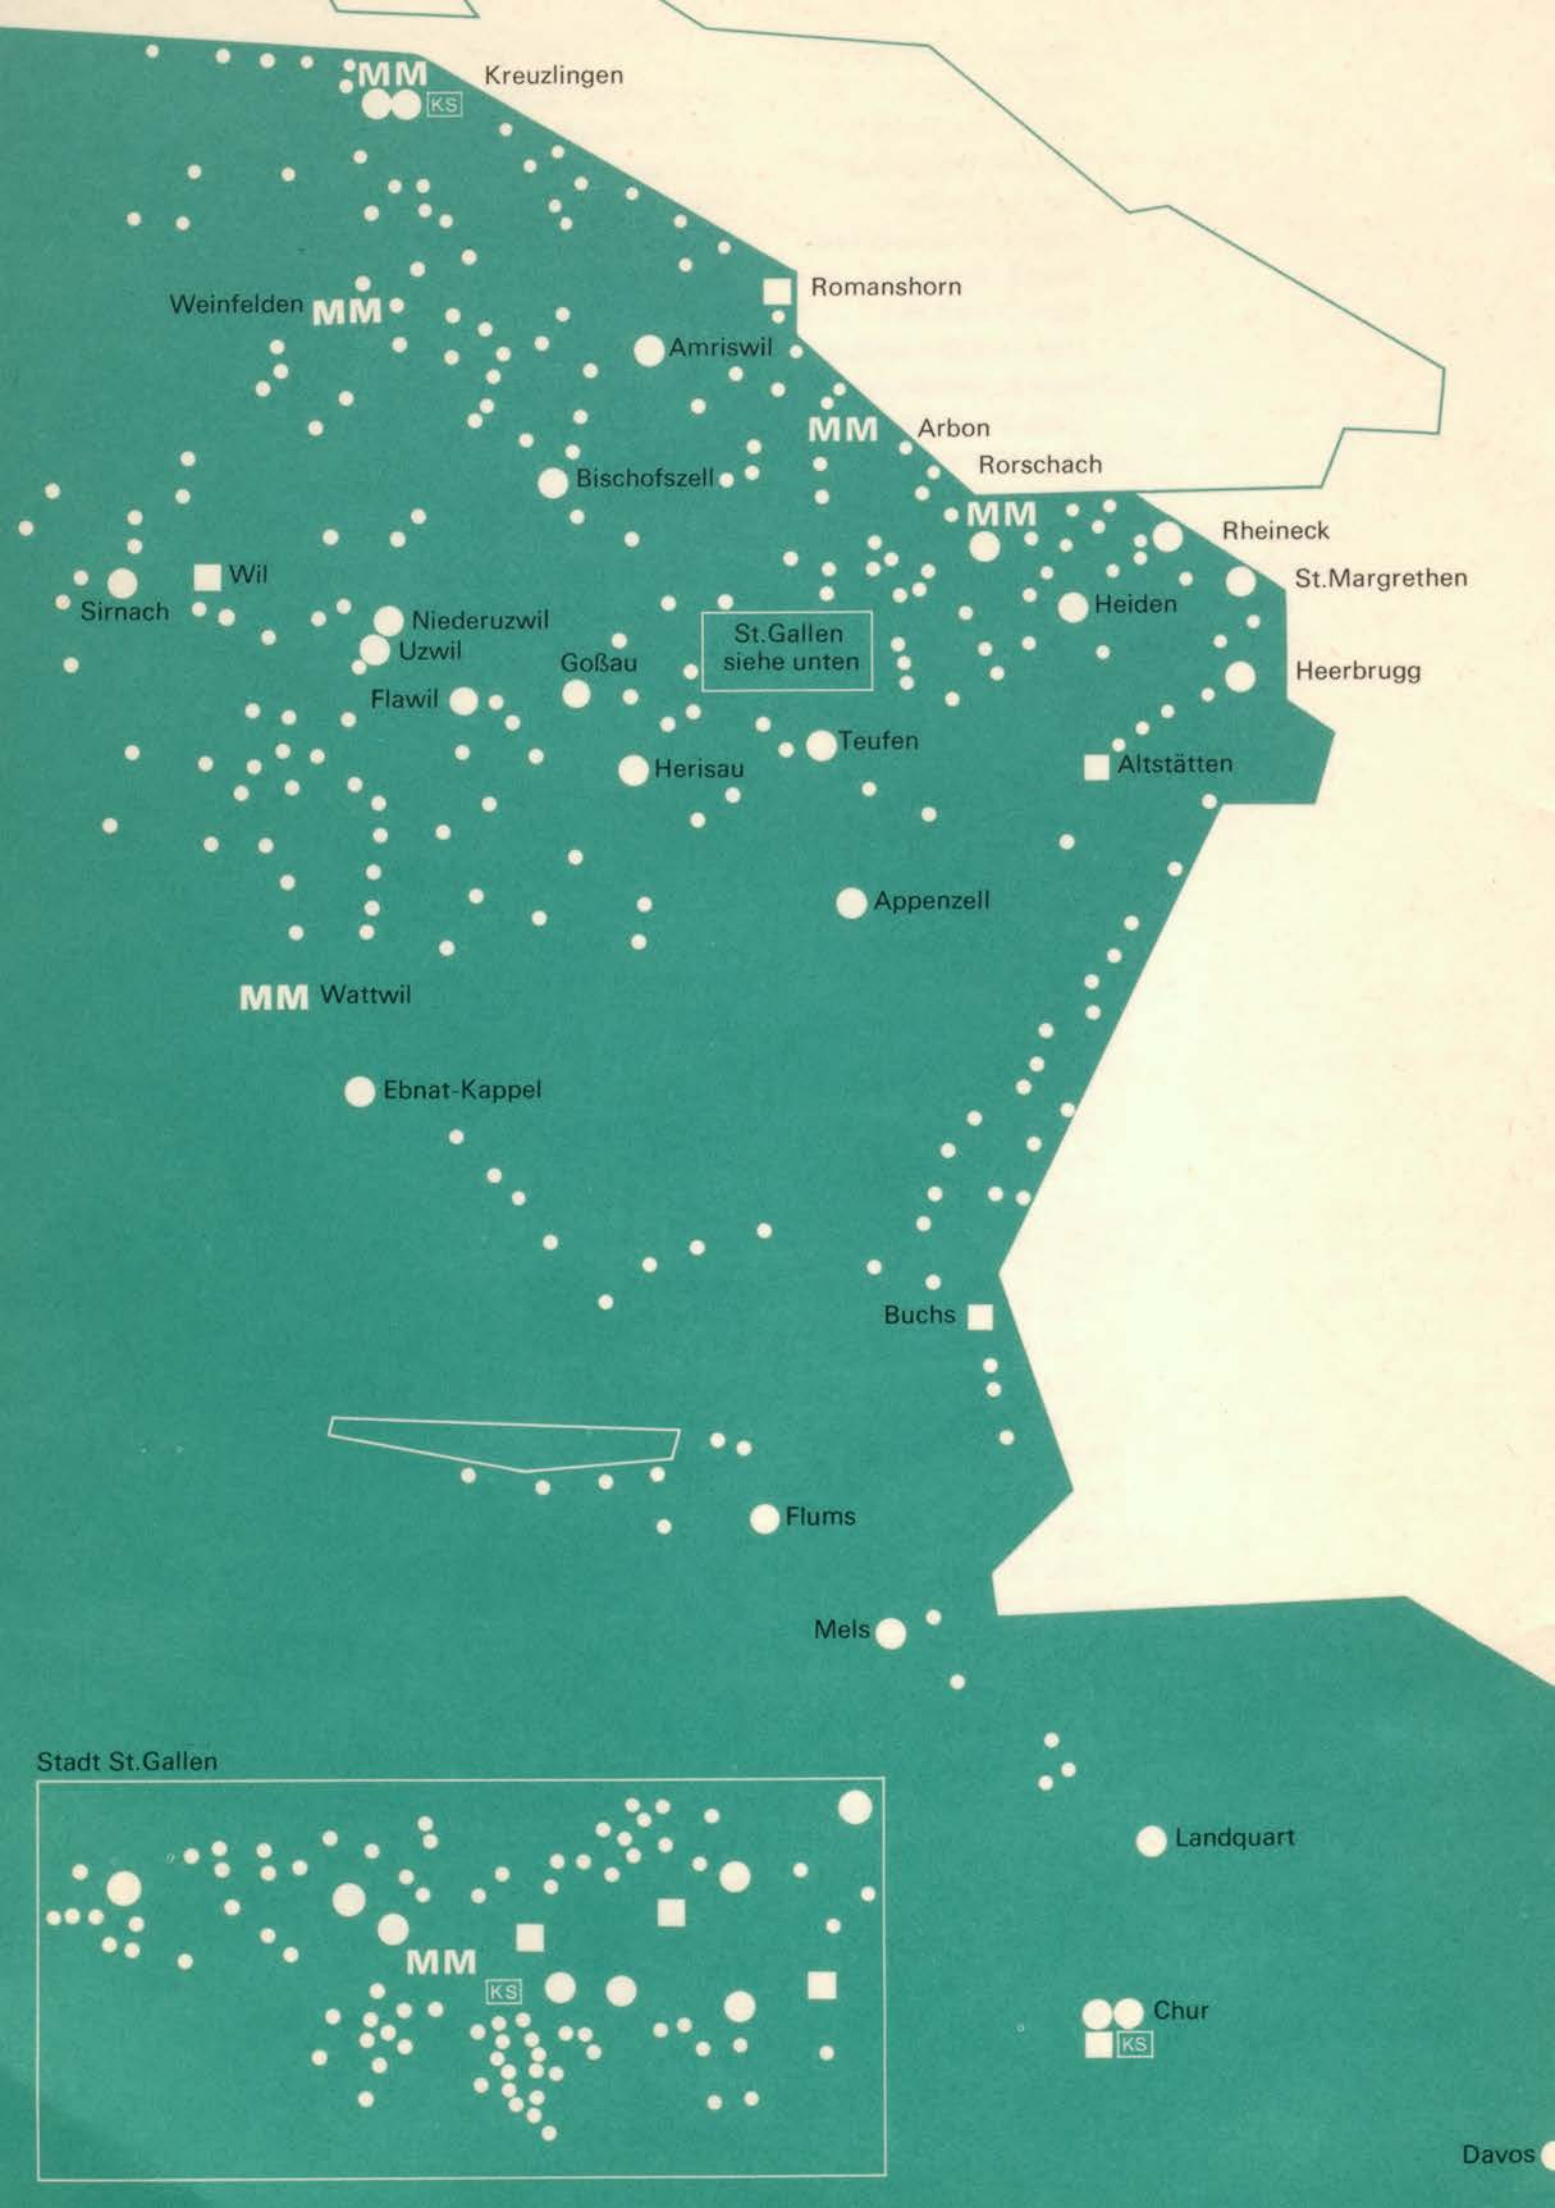 MM Kreuzlingen
KS
Weinfelden MM
Romanshorn
Amriswil
MM Arbon
Rorschach
Bischofszell
MM
Rheineck
Wil
St.Margrethen
Sirnach
Heiden
Niederuzwil
St.Gallen
siehe unten
Uzwil
Goßau
Heerbrugg
Flawil
Teufen
Herisau
Altstätten
Appenzell
MM Wattwil
Ebnat-Kappel
Buchs
Flums
Mels
Stadt St.Gallen
Landquart
MM
KS
Chur
KS
Davos